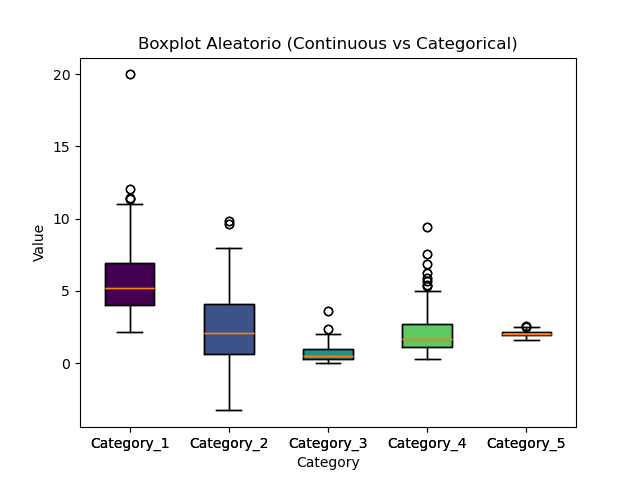 Boxplot Aleatorio (Continuous vs Categorical)
Value
20
15
10
5
0
Category_1 Category_2 Category_3 Category_4 Category_5
Category